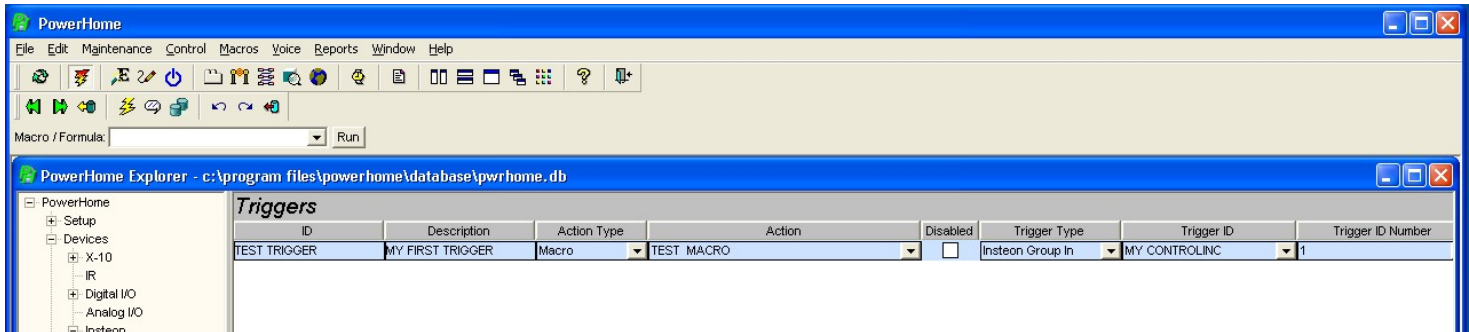 PowerHome
File Edit Maintenance Control Macros Voice Reports Window Help
Macro / Formula: Run
PowerHome Explorer - c:\program files\powerhome\database\pwrhome.db
PowerHome
Setup
Devices
X-10
IR
Digital I/O
Analog I/O
Insteon
Triggers
ID Description Action Type Action Disabled Trigger Type Trigger ID Trigger ID Number
TEST TRIGGER MY FIRST TRIGGER Macro TEST MACRO Insteon Group In MY CONTROLINC 1